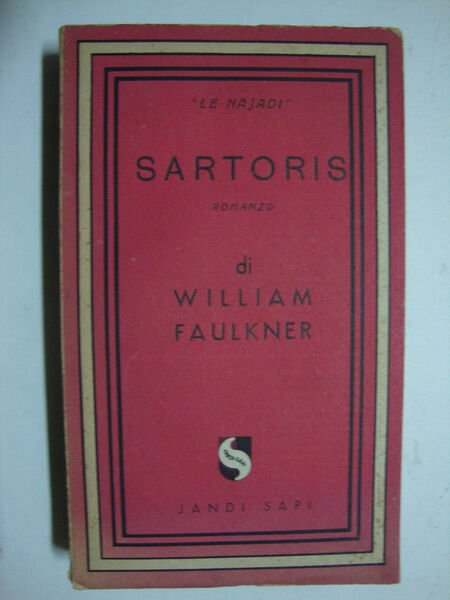 "LE NAJADI"
SARTORIS
ROMANZO
di
WILLIAM
FAULKNER
JANDI SAPI